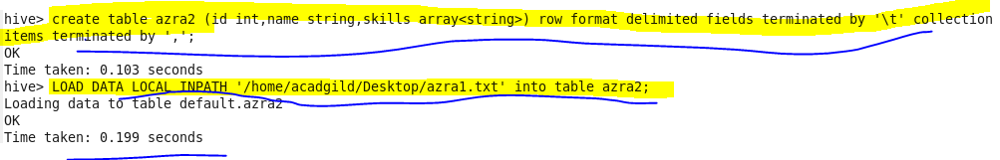 hive> create table azra2 (id int,name string,skills array<string>) row format delimited fields terminated by '\t' collection
items terminated by ',';
OK
Time taken: 0.103 seconds
hive> LOAD DATA LOCAL INPATH '/home/acadgild/Desktop/azra1.txt' into table azra2;
Loading data to table default.azra2
OK
Time taken: 0.199 seconds